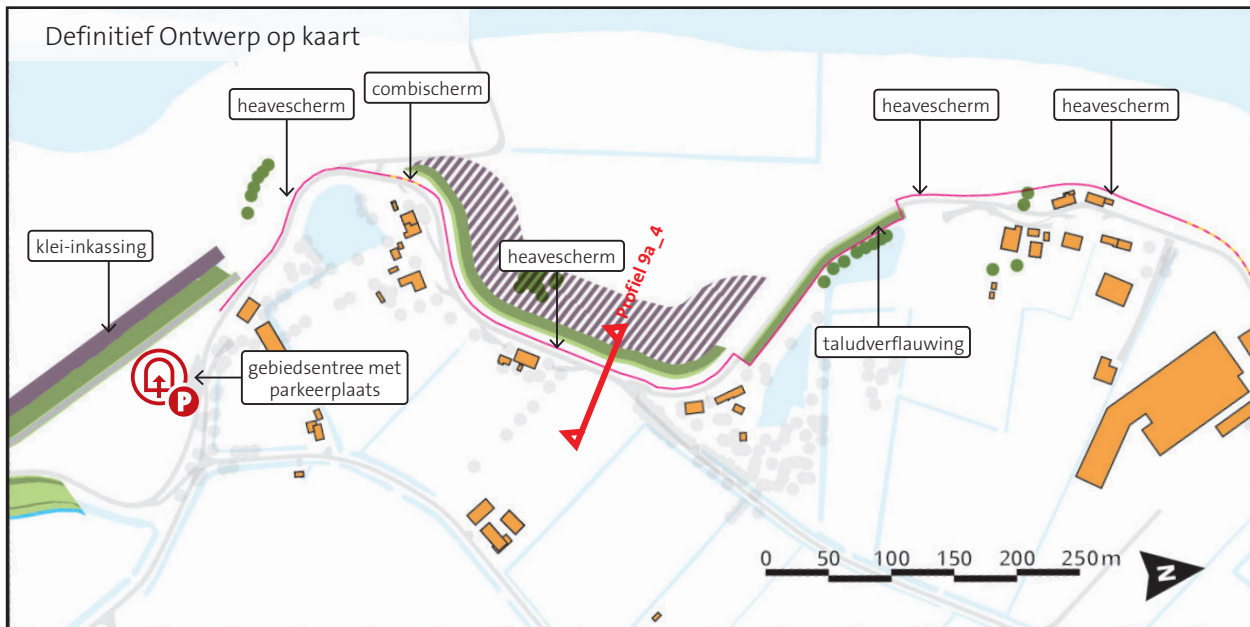 Definitief Ontwerp op kaart
combischerm
heavescherm
heavescherm
heavescherm
klei-inkassing
heavescherm
Profiel 9a_4
taludverflauwing
gebiedsentree met
parkeerplaats
P
0 50 100 150 200 250 m
N